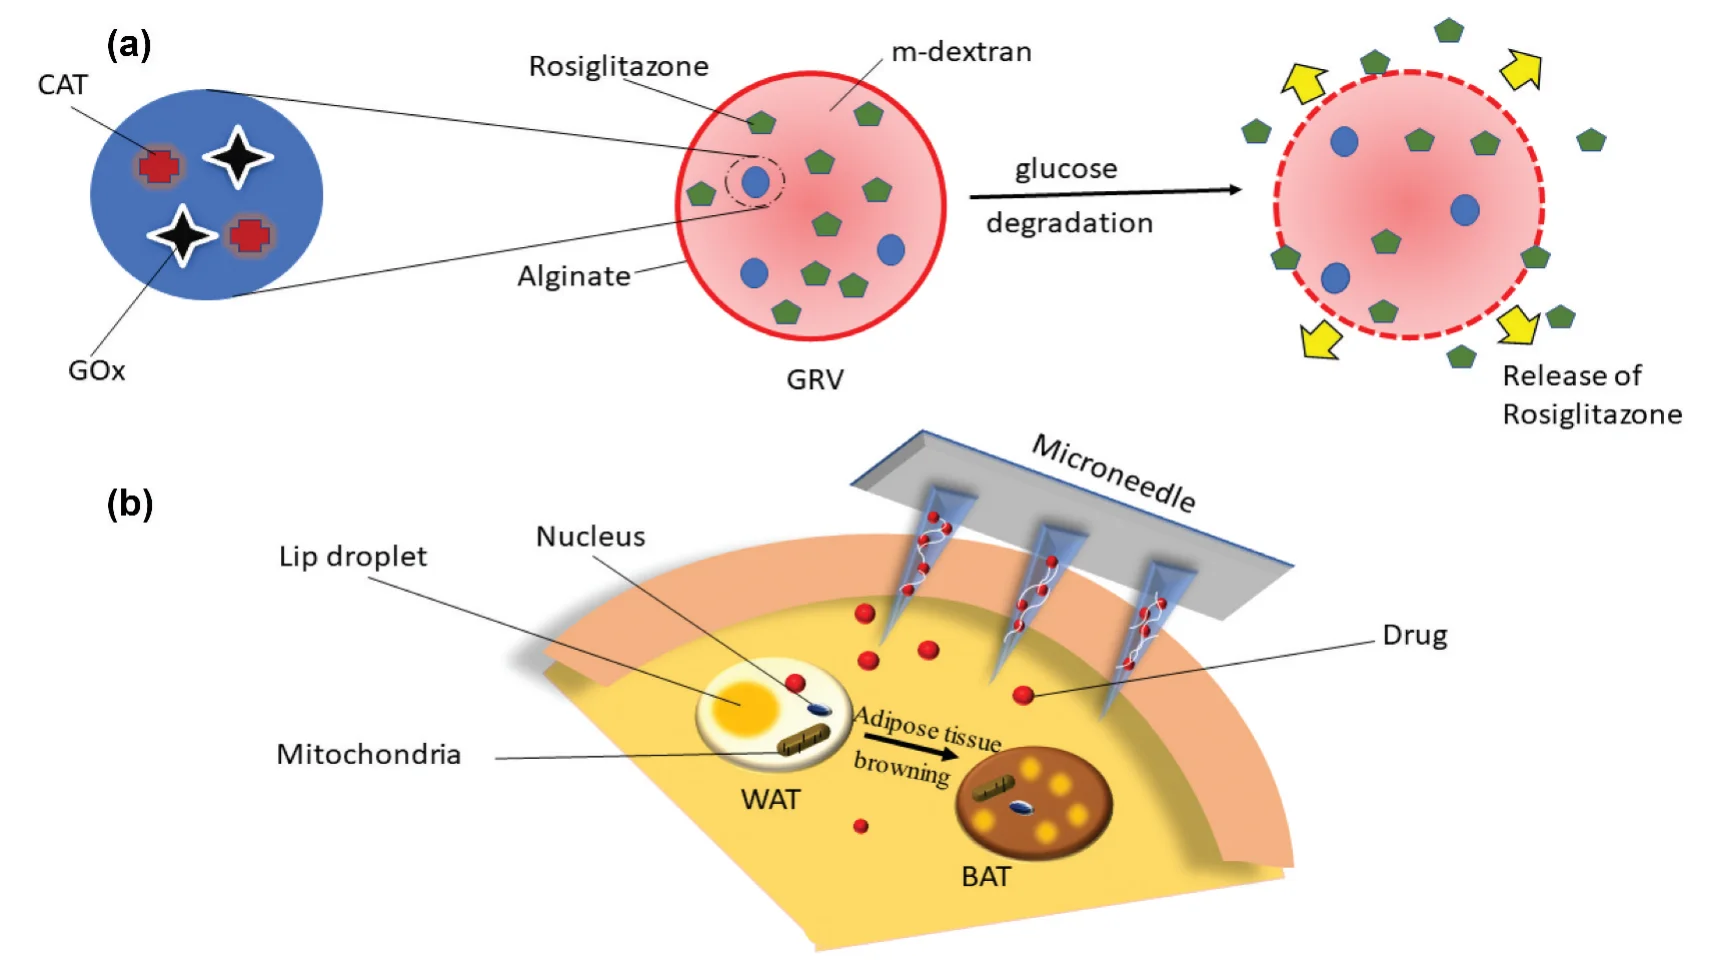 (a)
CAT
GOx
Rosiglitazone
m-dextran
Alginate
GRV
glucose
degradation
Release of
Rosiglitazone
(b)
Microneedle
Nucleus
Lip droplet
Drug
Mitochondria
Adipose tissue
browning
WAT
BAT